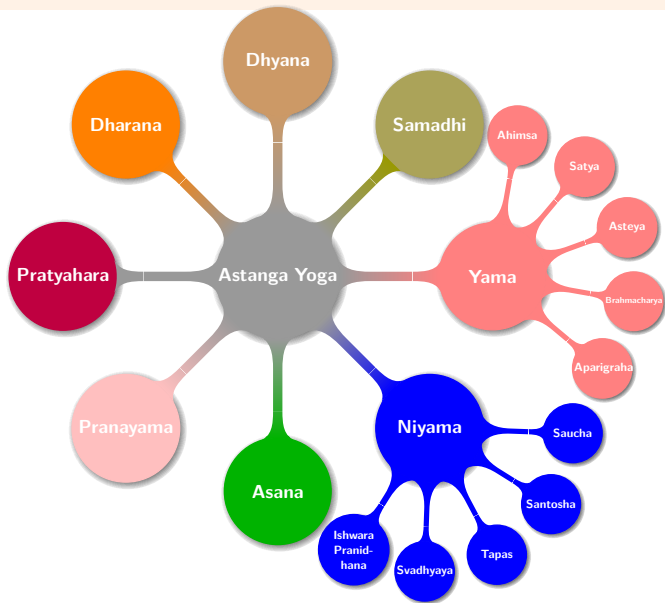 Dhyana
Dharana
Samadhi
Ahimsa
Satya
Asteya
Pratyahara
Astanga Yoga
Yama
Brahmacharya
Aparigraha
Pranayama
Niyama
Saucha
Asana
Santosha
Ishwara
Pranid-
hana
Svadhyaya
Tapas